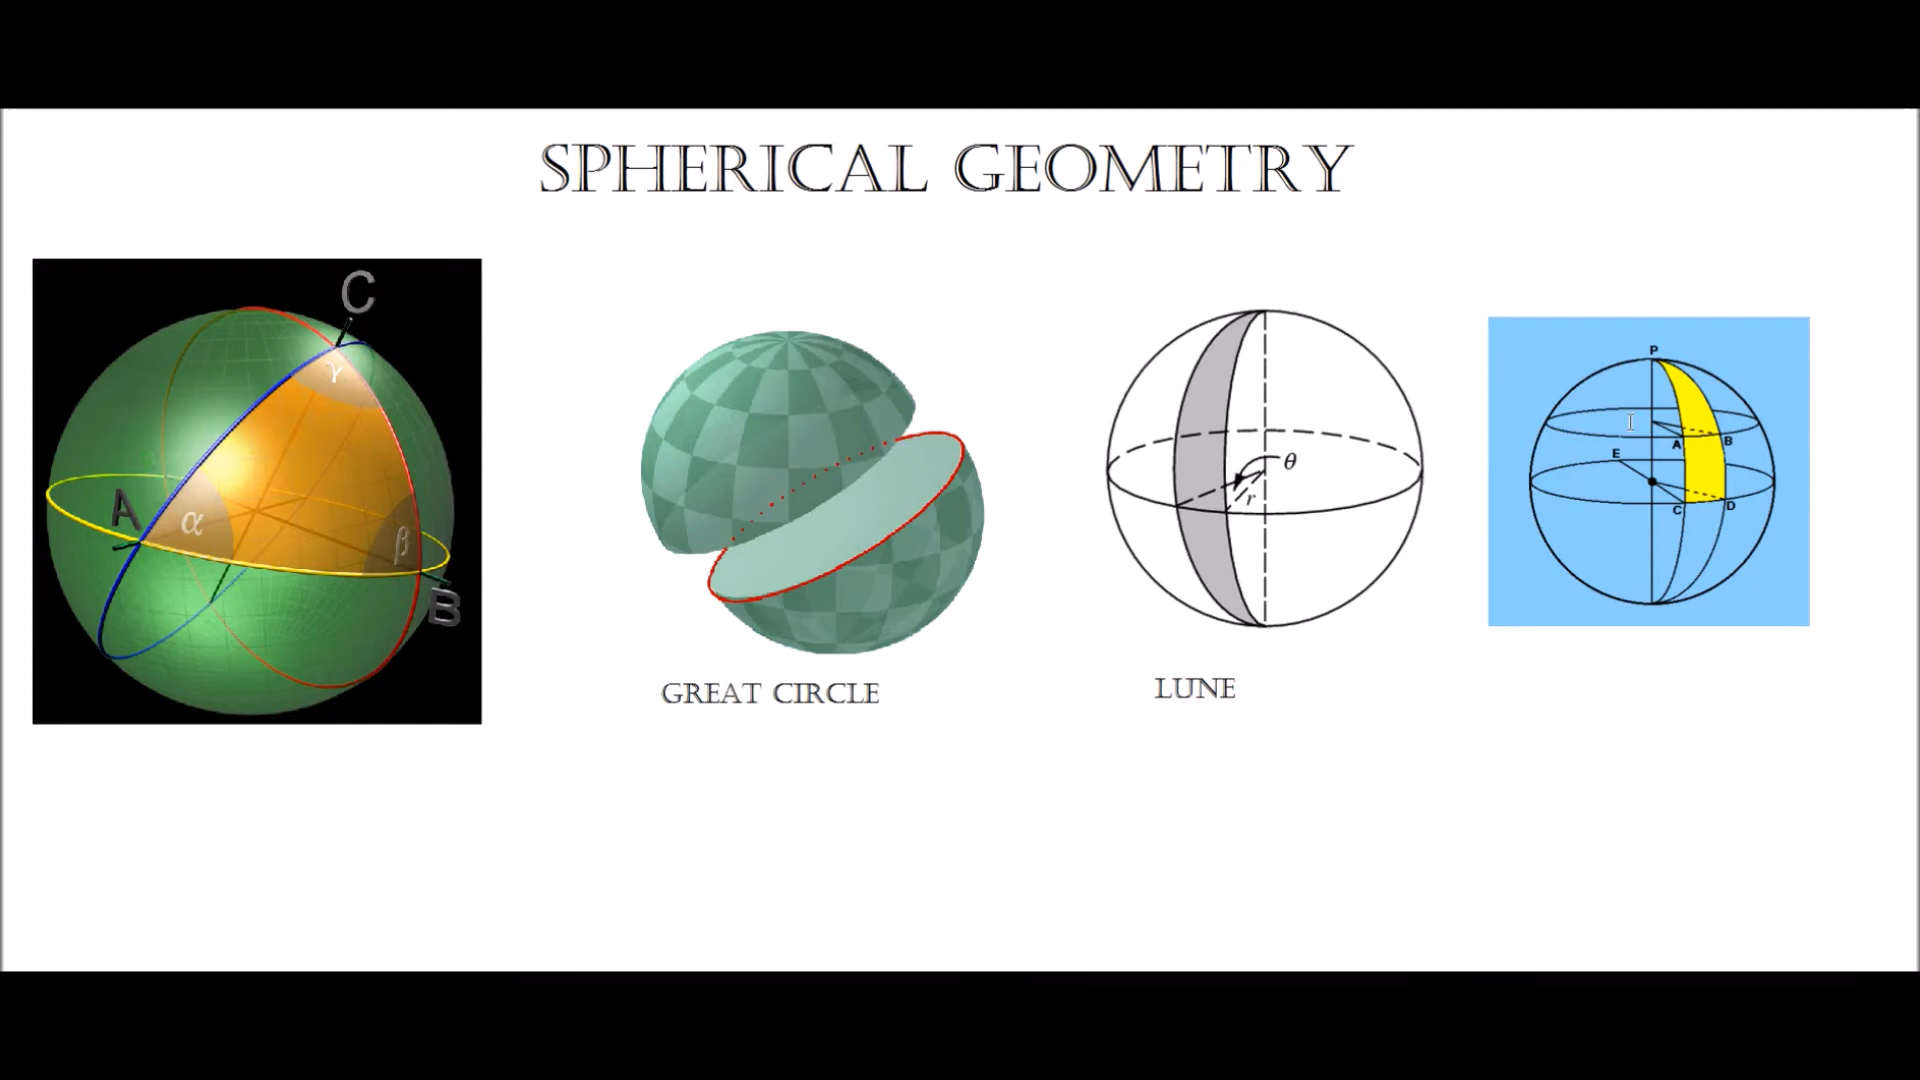 SPHERICAL GEOMETRY
C
γ
A
α
β
B
GREAT CIRCLE
θ
r
LUNE
P
A
B
E
C
D